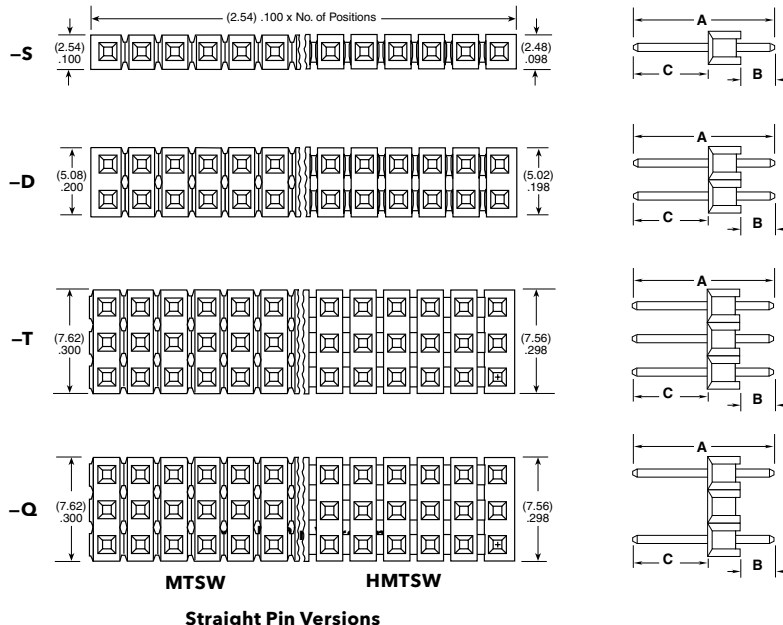 (2.54) .100 x No. of Positions
–S
(2.54)
.100
(2.48)
.098
A
C
B
–D
(5.08)
.200
(5.02)
.198
A
C
B
–T
(7.62)
.300
(7.56)
.298
A
C
B
–Q
(7.62)
.300
(7.56)
.298
A
C
B
MTSW
HMTSW
Straight Pin Versions